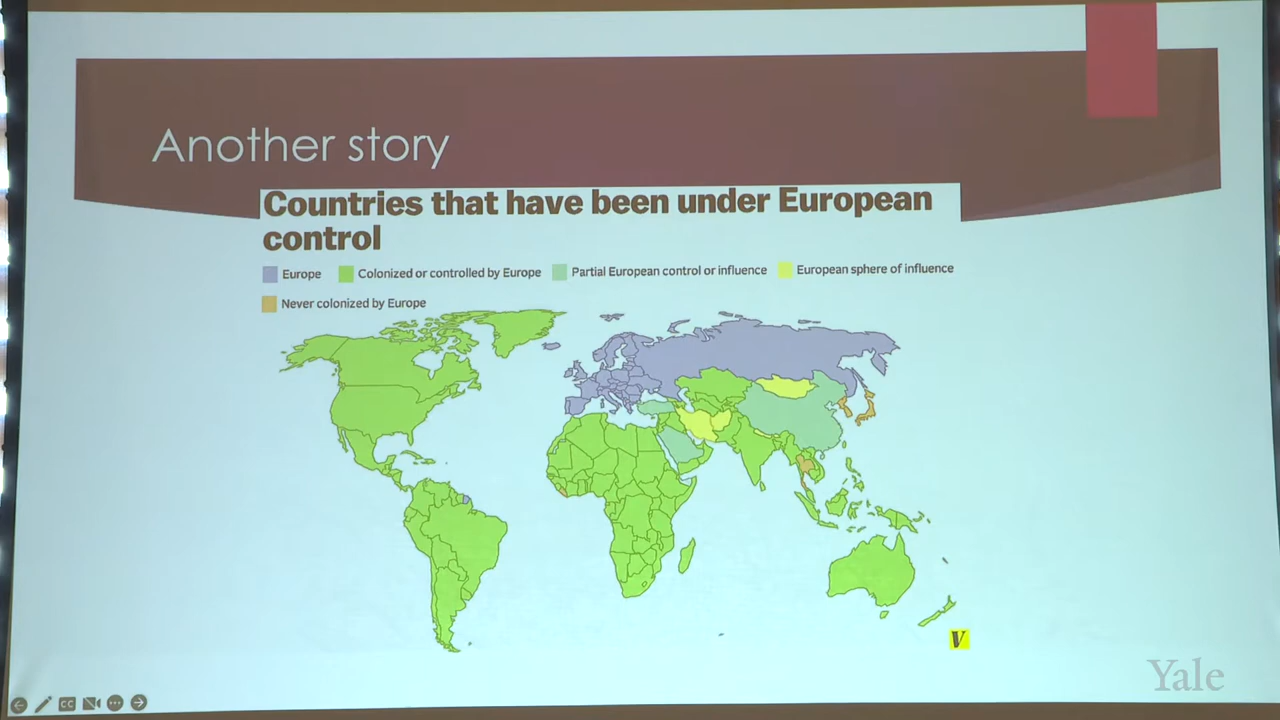 Another story
Countries that have been under European
control
Europe
Colonized or controlled by Europe
Partial European control or influence
European sphere of influence
Never colonized by Europe
V
Yale
CC